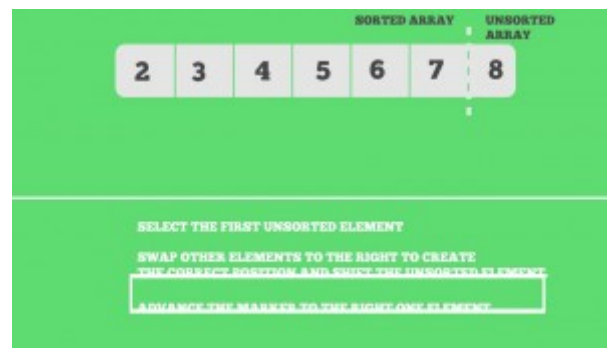 SORTED ARRAY
UNSORTED
ARRAY
2 3 4 5 6 7 8
SELECT THE FIRST UNSORTED ELEMENT
SWAP OTHER ELEMENTS TO THE RIGHT TO CREATE
THE CORRECT POSITION AND SHIFT THE UNSORTED ELEMENT
ADVANCE THE MARKER TO THE RIGHT ONE ELEMENT